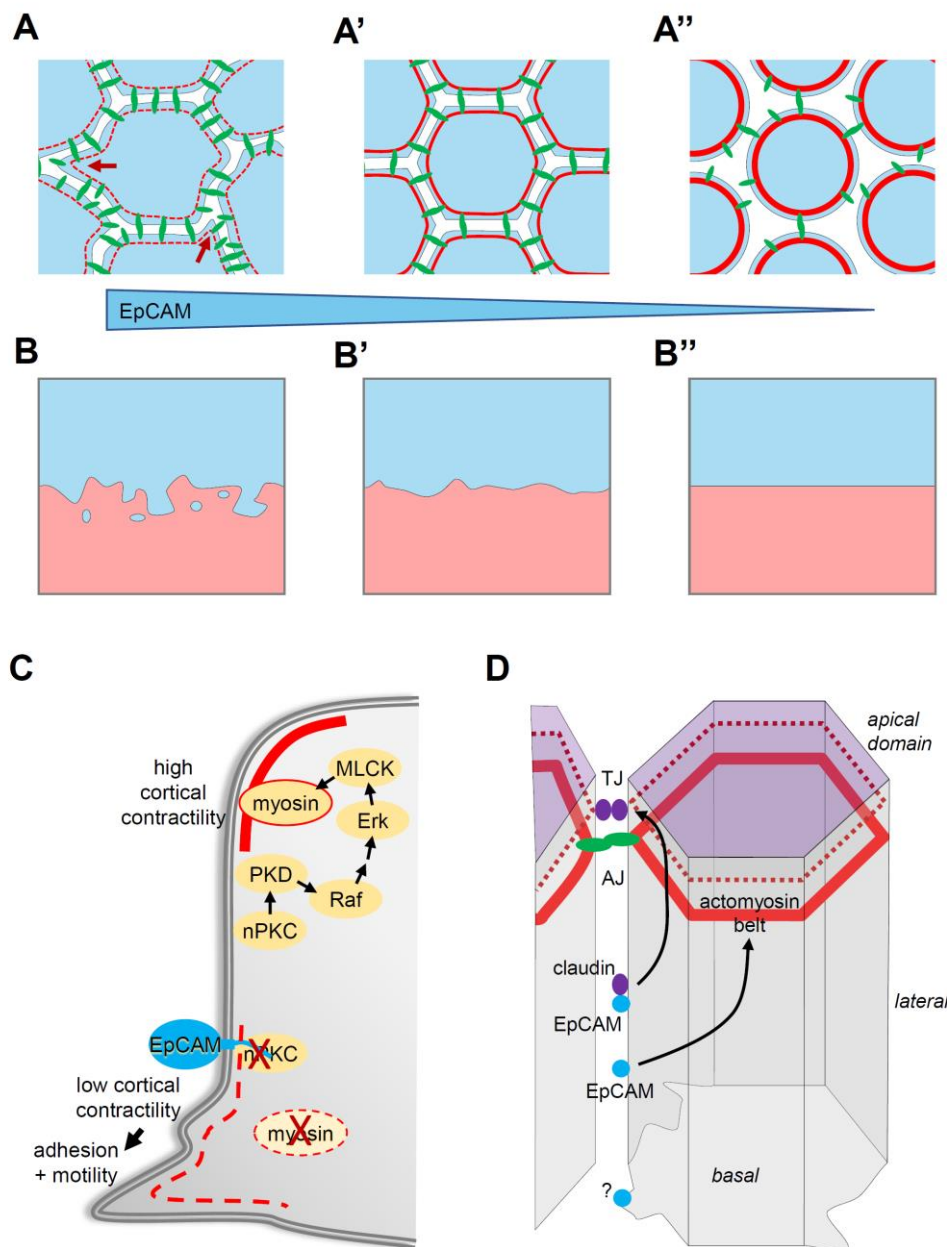 A
A’
A’’
EpCAM
B
B’
B’’
C
high
cortical
contractility
MLCK
myosin
Erk
PKD
Raf
nPKC
EpCAM
nPKC
low cortical
contractility
adhesion
+ motility
myosin
D
apical
domain
TJ
AJ
actomyosin
belt
claudin
EpCAM
lateral
EpCAM
basal
?